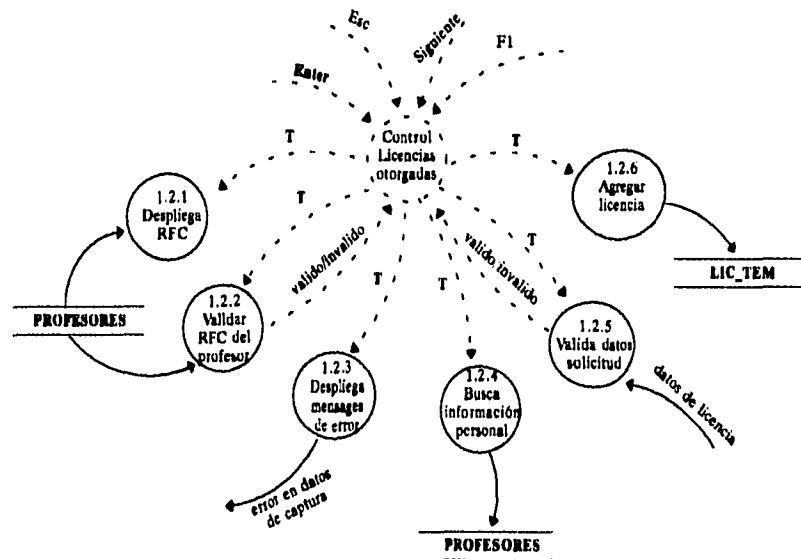 Esc
Siguiente
F1
Enter
Control
Licencias
otorgadas
T
T
1.2.6
Agregar
licencia
1.2.1
Despliega
RFC
T
T
valido/invalido
valido/invalido
LIC_TEM
PROFESORES
1.2.2
Validar
RFC del
profesor
T
T
1.2.5
Valida datos
solicitud
1.2.3
Despliega
mensages
de error
1.2.4
Busca
información
personal
datos de licencia
error en datos
de captura
PROFESORES